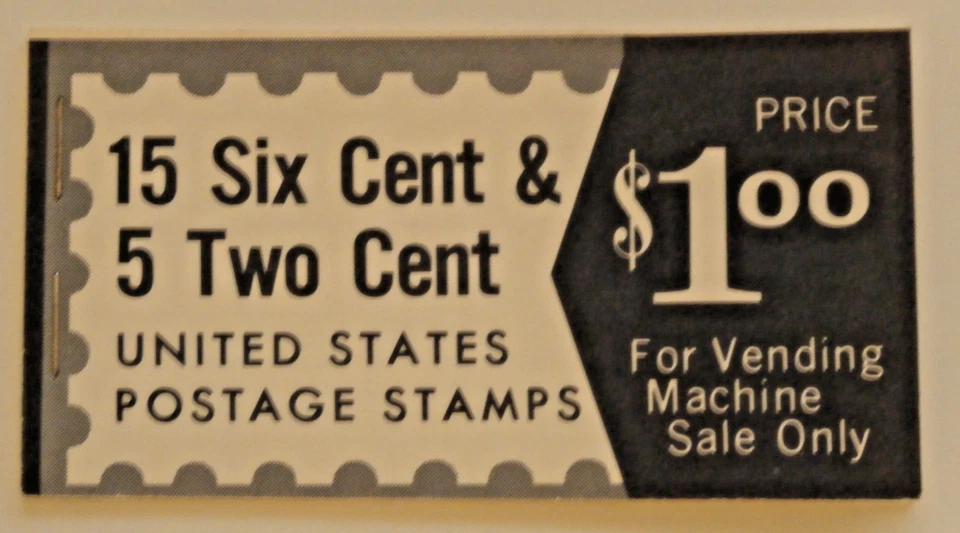 15 Six Cent &
5 Two Cent
UNITED STATES
POSTAGE STAMPS
PRICE
$1.00
For Vending
Machine
Sale Only